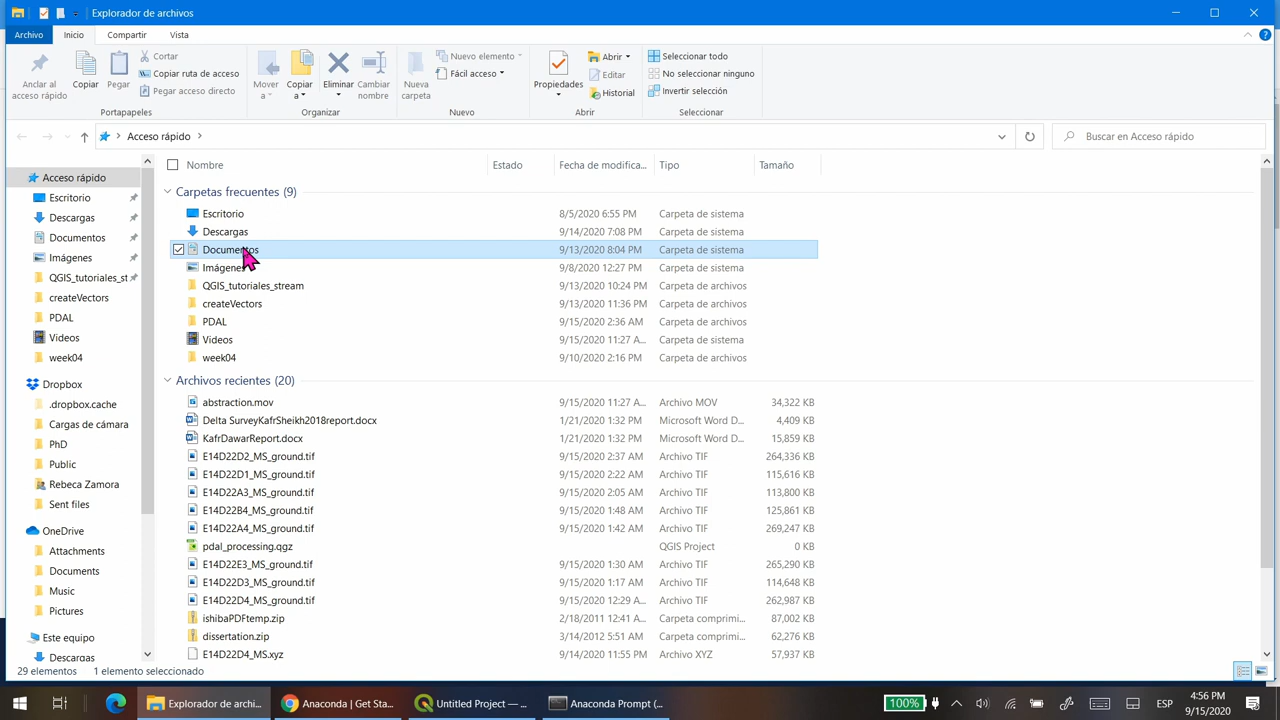 Explorador de archivos
Archivo Inicio Compartir Vista
Anclar al acceso rápido
Copiar
Pegar
Cortar
Copiar ruta de acceso
Pegar acceso directo
Portapapeles
Mover a
Copiar a
Eliminar
Cambiar nombre
Organizar
Nueva carpeta
Nuevo elemento
Fácil acceso
Nuevo
Propiedades
Abrir
Editar
Historial
Abrir
Seleccionar todo
No seleccionar ninguno
Invertir selección
Seleccionar
Acceso rápido
Buscar en Acceso rápido
Acceso rápido
Escritorio
Descargas
Documentos
Imágenes
QGIS_tutoriales_st
createVectors
PDAL
Videos
week04
Dropbox
.dropbox.cache
Cargas de cámara
PhD
Public
Rebeca Zamora
Sent files
OneDrive
Attachments
Documents
Music
Pictures
Este equipo
Descargas
Nombre Estado Fecha de modifica... Tipo Tamaño
Carpetas frecuentes (9)
Escritorio 8/5/2020 6:55 PM Carpeta de sistema
Descargas 9/14/2020 7:08 PM Carpeta de sistema
Documentos 9/13/2020 8:04 PM Carpeta de sistema
Imágenes 9/8/2020 12:27 PM Carpeta de sistema
QGIS_tutoriales_stream 9/13/2020 10:24 PM Carpeta de archivos
createVectors 9/13/2020 11:36 PM Carpeta de archivos
PDAL 9/15/2020 2:36 AM Carpeta de archivos
Videos 9/15/2020 11:27 A... Carpeta de sistema
week04 9/10/2020 2:16 PM Carpeta de archivos
Archivos recientes (20)
abstraction.mov 9/15/2020 11:27 A... Archivo MOV 34,322 KB
Delta SurveyKafrSheikh2018report.docx 1/21/2020 1:32 PM Microsoft Word D... 4,409 KB
KafrDawarReport.docx 1/21/2020 1:32 PM Microsoft Word D... 15,859 KB
E14D22D2_MS_ground.tif 9/15/2020 2:37 AM Archivo TIF 264,336 KB
E14D22D1_MS_ground.tif 9/15/2020 2:22 AM Archivo TIF 115,616 KB
E14D22A3_MS_ground.tif 9/15/2020 2:05 AM Archivo TIF 113,800 KB
E14D22B4_MS_ground.tif 9/15/2020 1:48 AM Archivo TIF 125,861 KB
E14D22A4_MS_ground.tif 9/15/2020 1:42 AM Archivo TIF 269,247 KB
pdal_processing.qgz QGIS Project 0 KB
E14D22E3_MS_ground.tif 9/15/2020 1:30 AM Archivo TIF 265,290 KB
E14D22D3_MS_ground.tif 9/15/2020 1:17 AM Archivo TIF 114,648 KB
E14D22D4_MS_ground.tif 9/15/2020 12:29 A... Archivo TIF 262,987 KB
ishibaPDFtemp.zip 2/18/2011 12:41 A... Carpeta comprimi... 87,002 KB
dissertation.zip 3/14/2012 5:51 AM Carpeta comprimi... 62,276 KB
E14D22D4_MS.xyz 9/14/2020 11:55 PM Archivo XYZ 57,937 KB
29 elementos 1 elemento seleccionado
Explorador de archi...
Anaconda | Get Sta...
Untitled Project — ...
Anaconda Prompt (...
100%
ESP
4:56 PM
9/15/2020